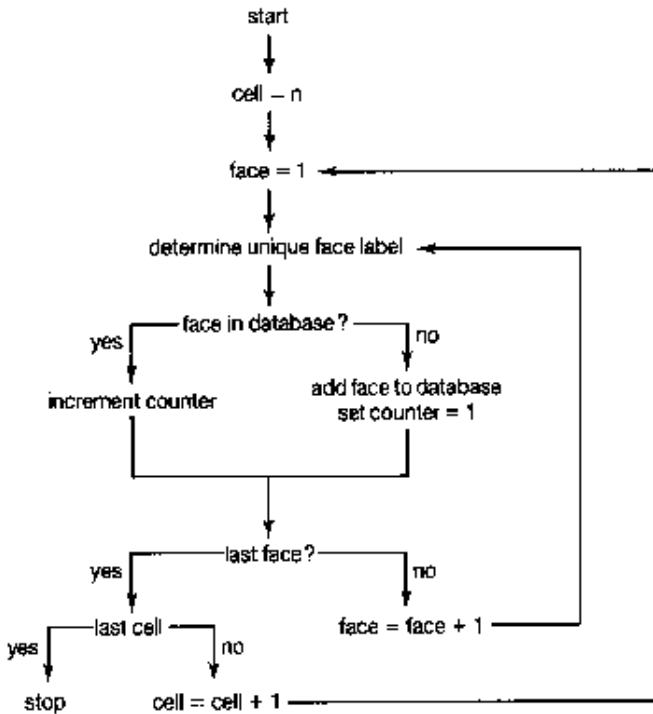 start
cell – n
face = 1
determine unique face label
face in database?
yes
no
increment counter
add face to database
set counter = 1
last face?
yes
no
last cell
face = face + 1
yes
no
stop
cell = cell + 1